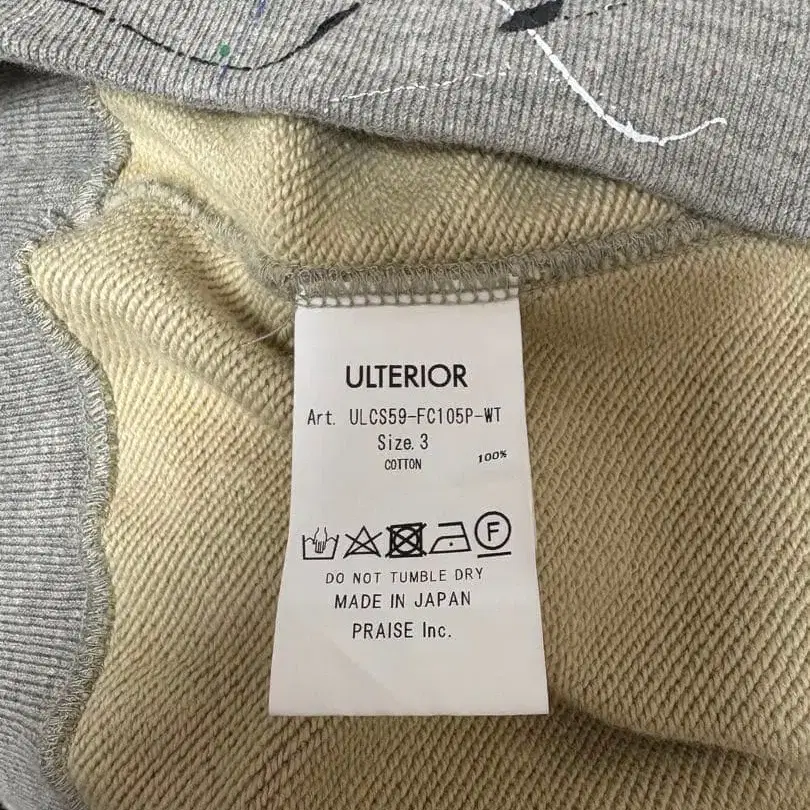 ULTERIOR
Art. ULCS59-FC105P-WT
Size.3
COTTON 100%
F
DO NOT TUMBLE DRY
MADE IN JAPAN
PRAISE Inc.